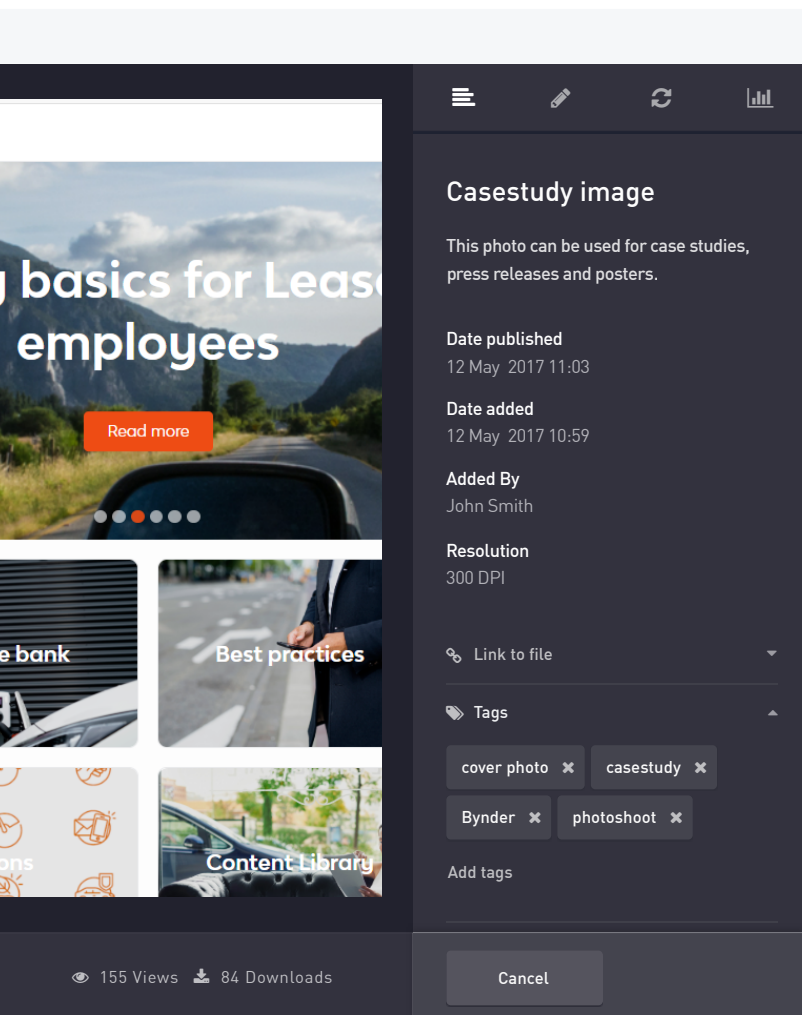 basics for Leas
employees
Read more
e bank
Best practices
ons
Content Library
155 Views
84 Downloads
Casestudy image
This photo can be used for case studies,
press releases and posters.
Date published
12 May 2017 11:03
Date added
12 May 2017 10:59
Added By
John Smith
Resolution
300 DPI
Link to file
Tags
cover photo
casestudy
Bynder
photoshoot
Add tags
Cancel